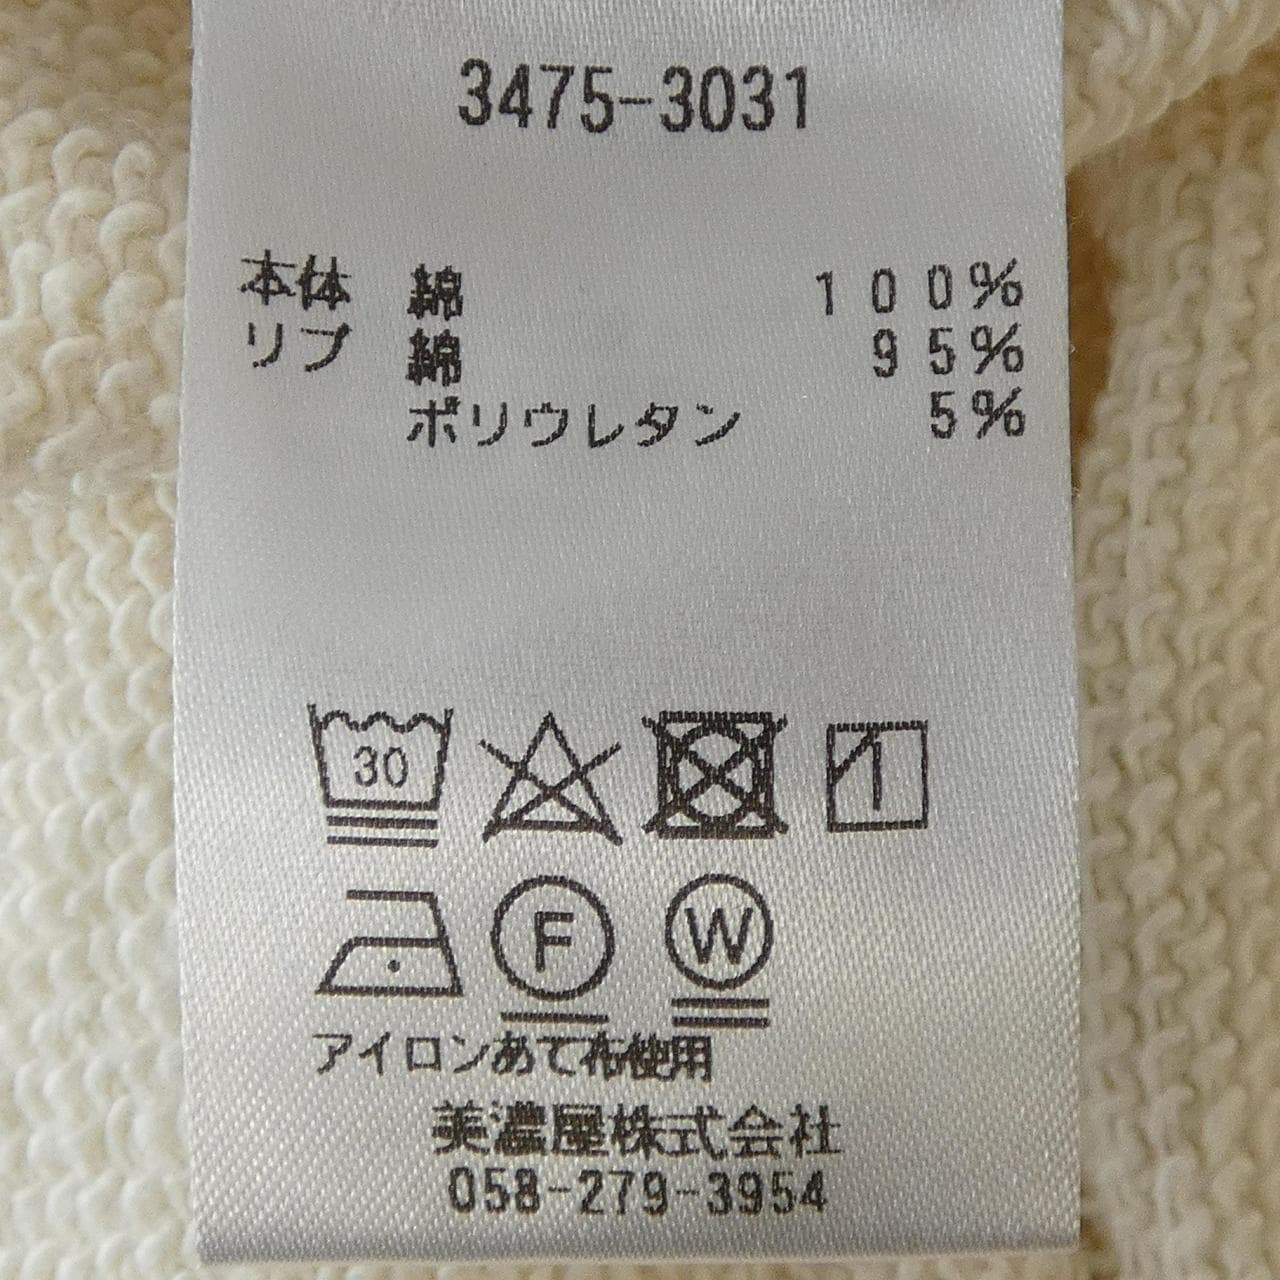 3475-3031
本体 綿 100%
リブ 綿 95%
ポリウレタン 5%
30
F W
アイロンあて布使用
美濃屋株式会社
058-279-3954